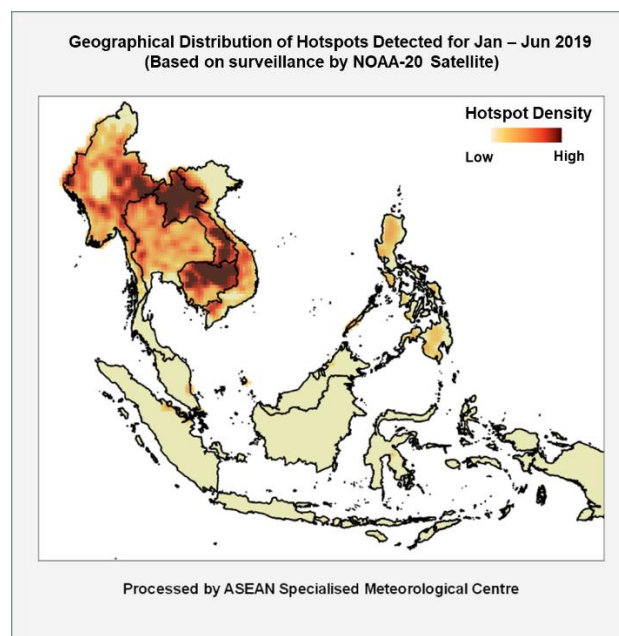 Geographical Distribution of Hotspots Detected for Jan – Jun 2019
(Based on surveillance by NOAA-20 Satellite)
Hotspot Density
Low High
Processed by ASEAN Specialised Meteorological Centre